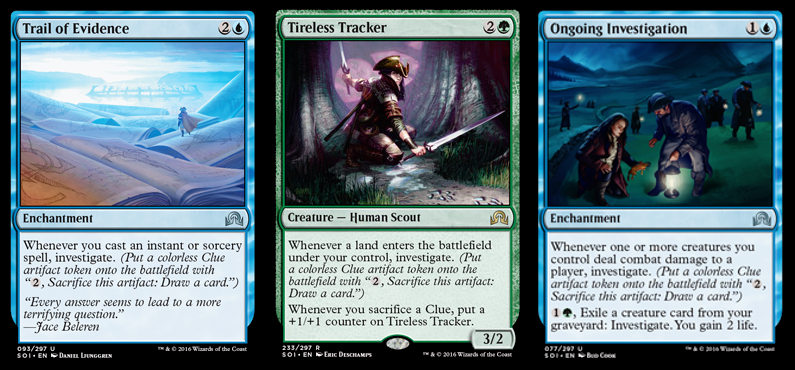 Trail of Evidence 2
Enchantment
Whenever you cast an instant or sorcery
spell, investigate. (Put a colorless Clue
artifact token onto the battlefield with
“2, Sacrifice this artifact: Draw a card.”)
“Every answer seems to lead to a more
terrifying question.”
—Jace Beleren
093/297 U
SOI • EN Daniel Ljunggren
™ & © 2016 Wizards of the Coast
Tireless Tracker 2
Creature — Human Scout
Whenever a land enters the battlefield
under your control, investigate. (Put
a colorless Clue artifact token onto the
battlefield with “2, Sacrifice this artifact:
Draw a card.”)
Whenever you sacrifice a Clue, put a
+1/+1 counter on Tireless Tracker.
3/2
233/297 R
SOI • EN Eric Deschamps
™ & © 2016 Wizards of the Coast
Ongoing Investigation 1
Enchantment
Whenever one or more creatures you
control deal combat damage to a
player, investigate. (Put a colorless Clue
artifact token onto the battlefield with “2,
Sacrifice this artifact: Draw a card.”)
1, Exile a creature card from your
graveyard: Investigate. You gain 2 life.
077/297 U
SOI • EN Bud Cook
™ & © 2016 Wizards of the Coast